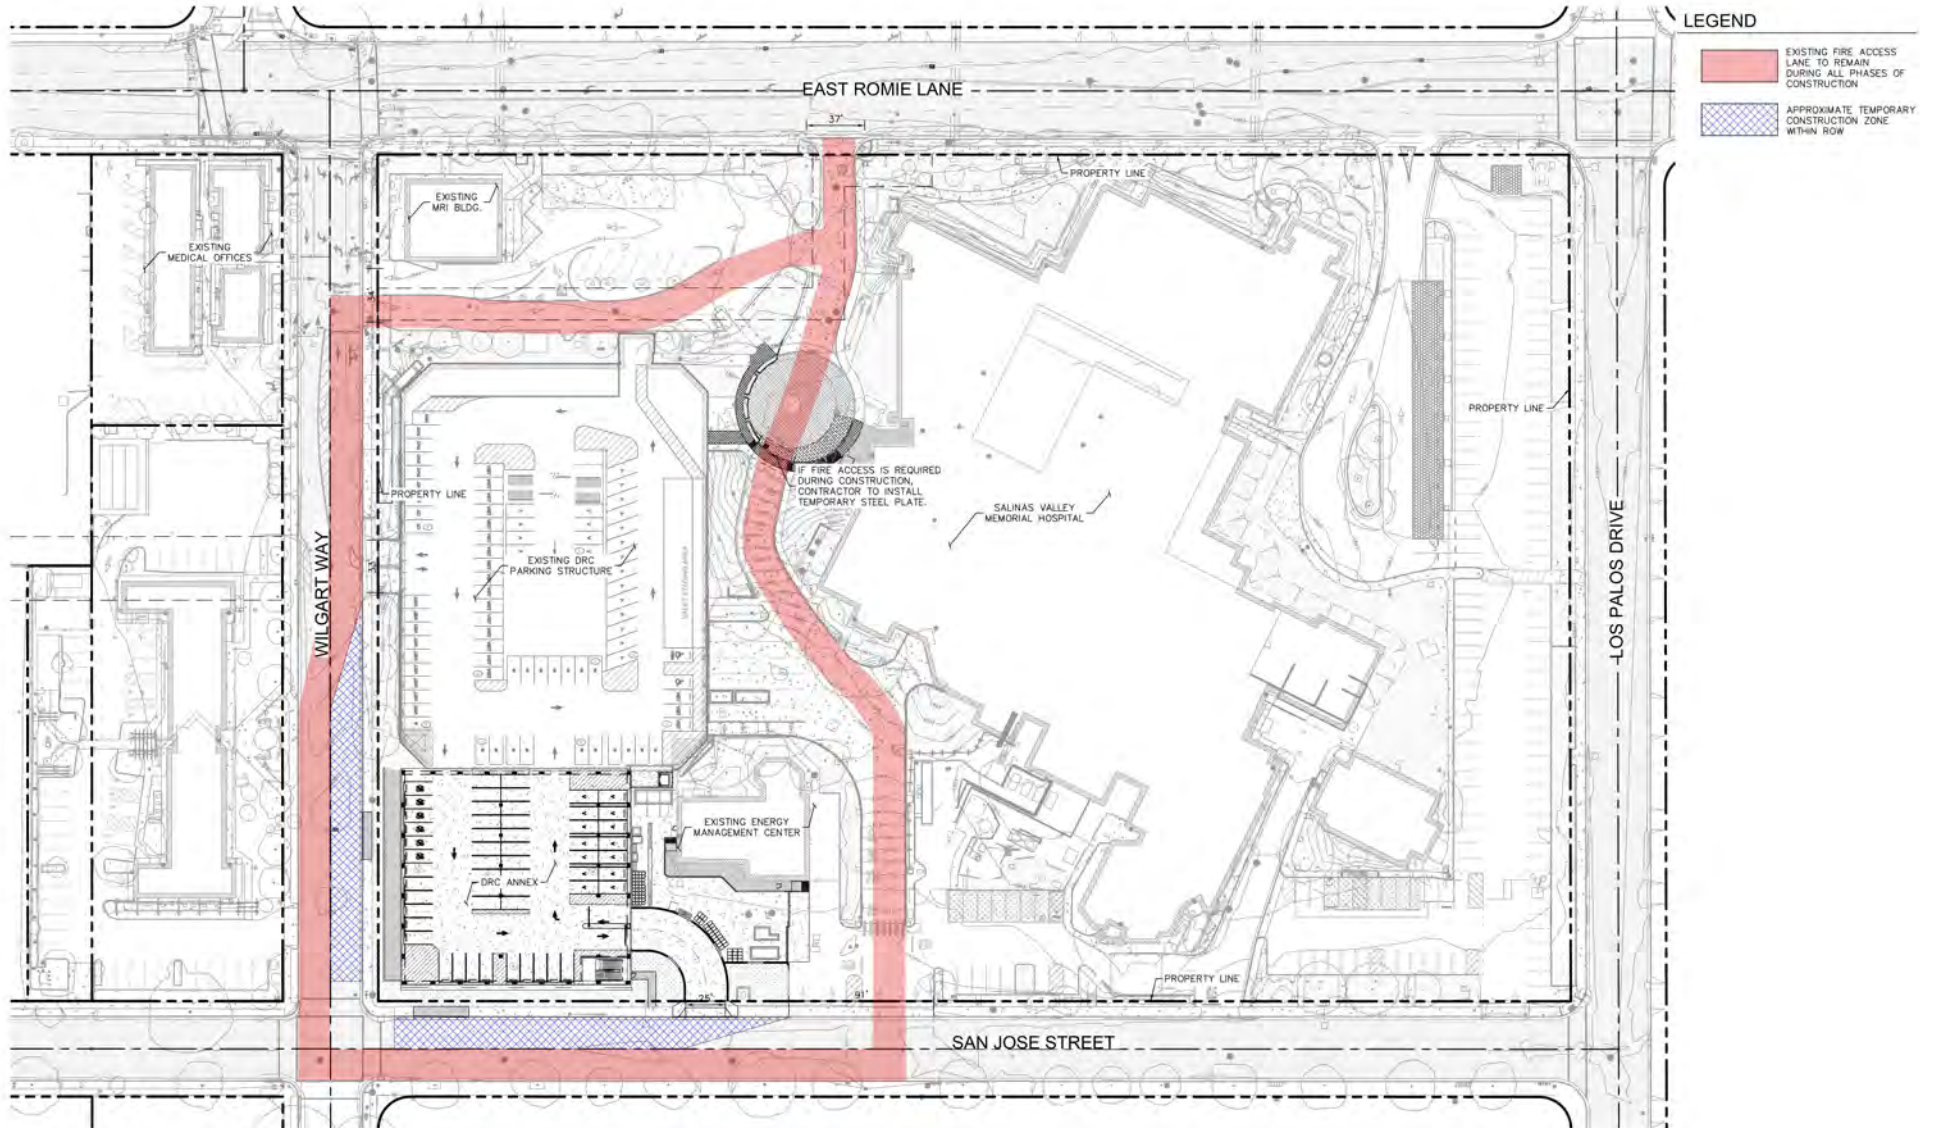 LEGEND
EXISTING FIRE ACCESS
LANE TO REMAIN
DURING ALL PHASES OF
CONSTRUCTION
APPROXIMATE TEMPORARY
CONSTRUCTION ZONE
WITHIN ROW
EAST ROMIE LANE
37'
PROPERTY LINE
EXISTING
MRI BLDG.
EXISTING
MEDICAL OFFICES
34'
PROPERTY LINE
IF FIRE ACCESS IS REQUIRED
DURING CONSTRUCTION,
CONTRACTOR TO INSTALL
TEMPORARY STEEL PLATE.
PROPERTY LINE
SALINAS VALLEY
MEMORIAL HOSPITAL
WILGART WAY
33'
EXISTING DRC
PARKING STRUCTURE
LOS PALOS DRIVE
EXISTING ENERGY
MANAGEMENT CENTER
DRC ANNEX
PROPERTY LINE
25'
91'
SAN JOSE STREET